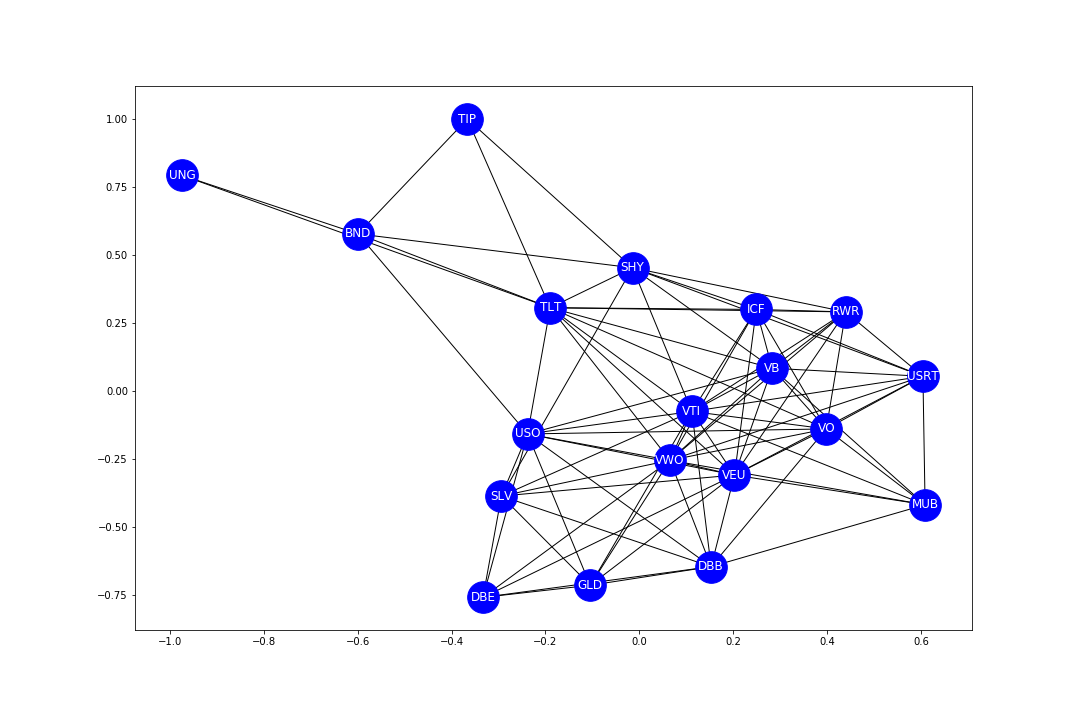 1.00
0.75
0.50
0.25
0.00
−0.25
−0.50
−0.75
TIP
UNG
BND
SHY
TLT
ICF
RWR
VB
USRT
VTI
VO
USO
VWO
VEU
SLV
MUB
DBB
GLD
DBE
−1.0 −0.8 −0.6 −0.4 −0.2 0.0 0.2 0.4 0.6